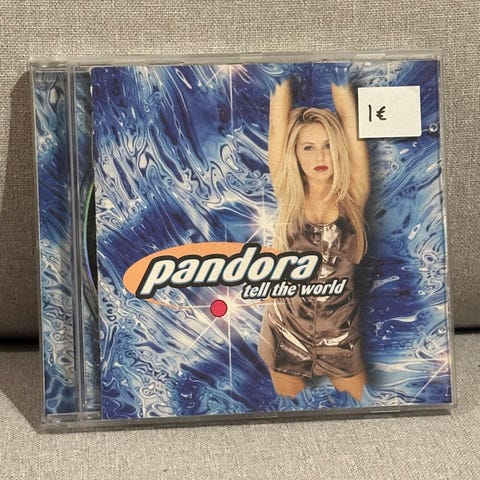 1€
pandora
tell the world